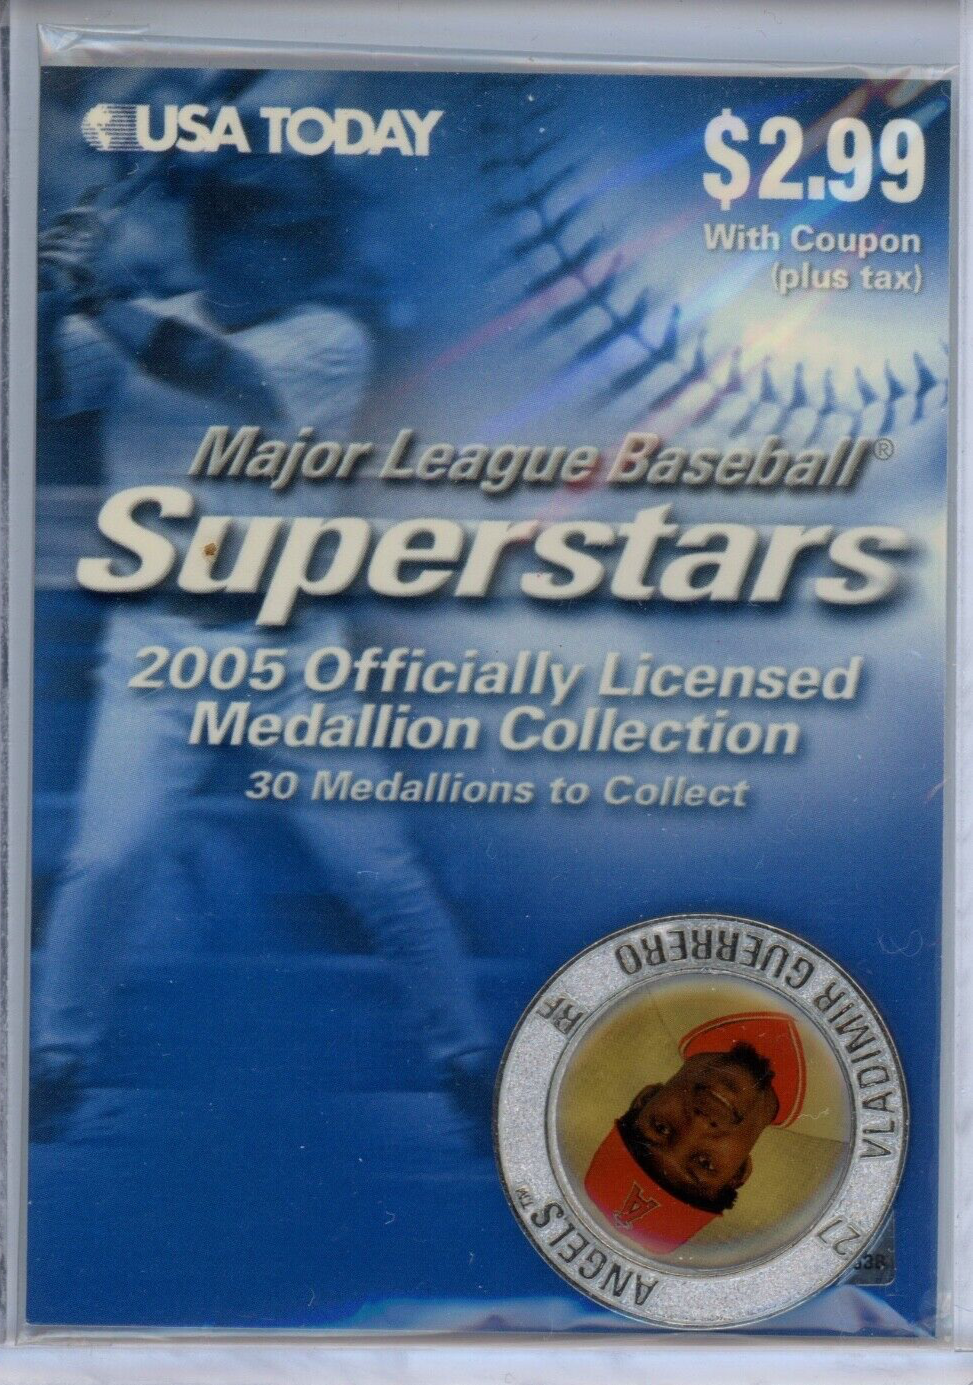 USA TODAY
$2.99
With Coupon
(plus tax)
Major League Baseball®
Superstars
2005 Officially Licensed
Medallion Collection
30 Medallions to Collect
VLADIMIR GUERRERO
RF
27
ANGELS™
A